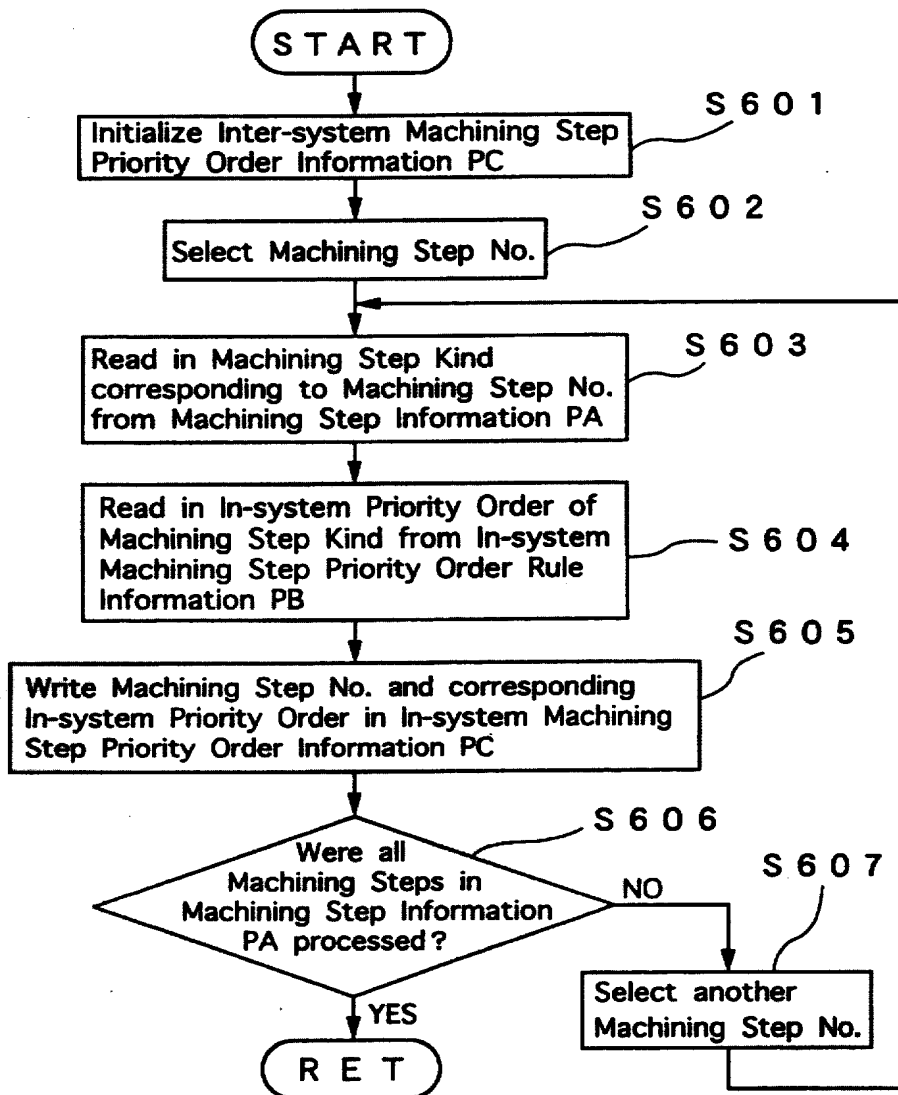 START
S601
Initialize Inter-system Machining Step
Priority Order Information PC
S602
Select Machining Step No.
S603
Read in Machining Step Kind
corresponding to Machining Step No.
from Machining Step Information PA
S604
Read in In-system Priority Order of
Machining Step Kind from In-system
Machining Step Priority Order Rule
Information PB
S605
Write Machining Step No. and corresponding
In-system Priority Order in In-system Machining
Step Priority Order Information PC
S606
Were all
Machining Steps in
Machining Step Information
PA processed?
NO
S607
Select another
Machining Step No.
YES
RET